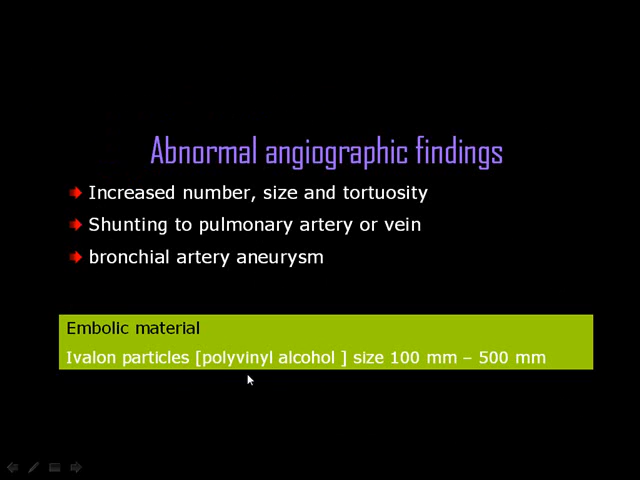 Abnormal angiographic findings
Increased number, size and tortuosity
Shunting to pulmonary artery or vein
bronchial artery aneurysm
Embolic material
Ivalon particles [polyvinyl alcohol ] size 100 mm – 500 mm